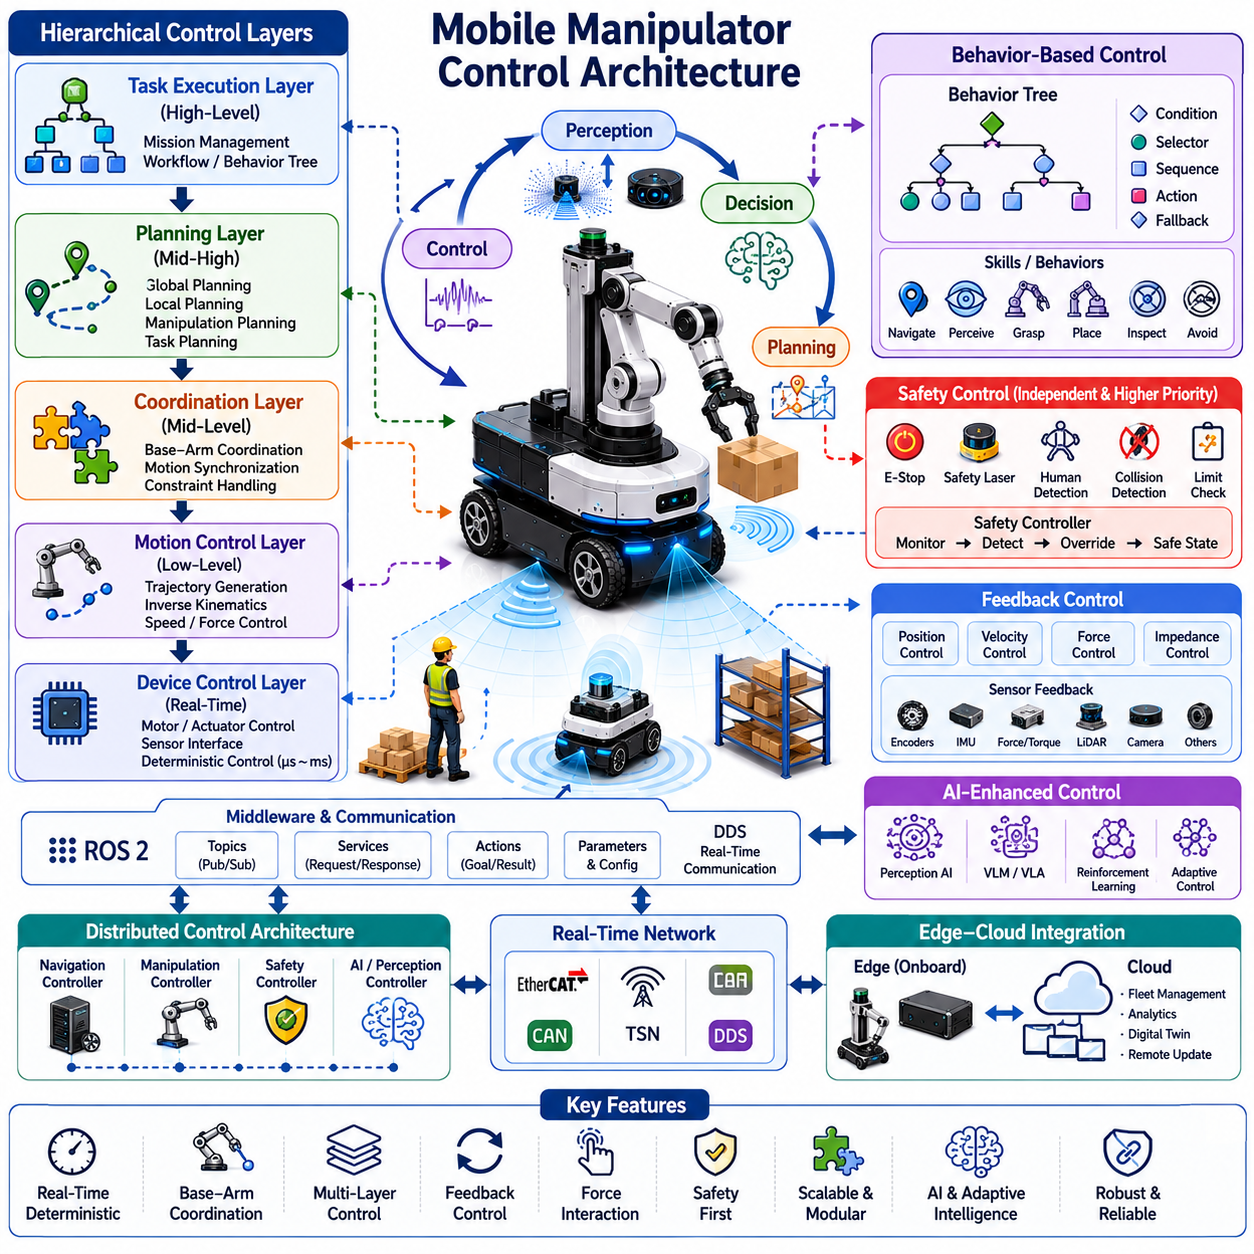 Mobile Manipulator
Control Architecture
Hierarchical Control Layers
Task Execution Layer
(High-Level)
Mission Management
Workflow / Behavior Tree
Planning Layer
(Mid-High)
Global Planning
Local Planning
Manipulation Planning
Task Planning
Coordination Layer
(Mid-Level)
Base–Arm Coordination
Motion Synchronization
Constraint Handling
Motion Control Layer
(Low-Level)
Trajectory Generation
Inverse Kinematics
Speed / Force Control
Device Control Layer
(Real-Time)
Motor / Actuator Control
Sensor Interface
Deterministic Control (µs ~ ms)
Perception
Decision
Control
Planning
Behavior-Based Control
Behavior Tree
Condition
Selector
Sequence
Action
Fallback
Skills / Behaviors
Navigate
Perceive
Grasp
Place
Inspect
Avoid
Safety Control (Independent & Higher Priority)
E-Stop
Safety Laser
Human
Detection
Collision
Detection
Limit
Check
Safety Controller
Monitor → Detect → Override → Safe State
Feedback Control
Position
Control
Velocity
Control
Force
Control
Impedance
Control
Sensor Feedback
Encoders
IMU
Force/Torque
LiDAR
Camera
Others
AI-Enhanced Control
Perception AI
VLM / VLA
Reinforcement
Learning
Adaptive
Control
Middleware & Communication
ROS 2
Topics
(Pub/Sub)
Services
(Request/Response)
Actions
(Goal/Result)
Parameters
& Config
DDS
Real-Time
Communication
Distributed Control Architecture
Navigation
Controller
Manipulation
Controller
Safety
Controller
AI / Perception
Controller
Real-Time Network
EtherCAT
TSN
CAN
DDS
Edge–Cloud Integration
Edge (Onboard)
Cloud
· Fleet Management
· Analytics
· Digital Twin
· Remote Update
Key Features
Real-Time
Deterministic
Base–Arm
Coordination
Multi-Layer
Control
Feedback
Control
Force
Interaction
Safety
First
Scalable &
Modular
AI & Adaptive
Intelligence
Robust &
Reliable